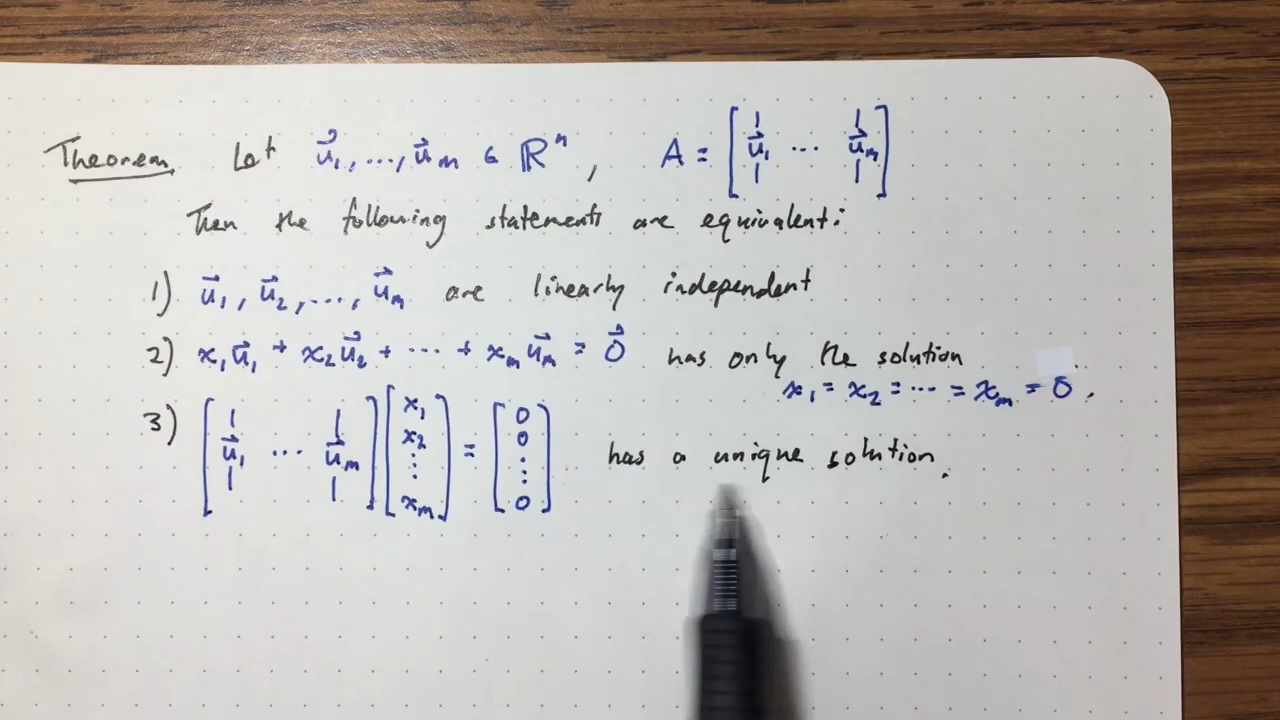 Theorem Let u⃗₁, ..., u⃗ₘ ∈ ℝⁿ, A = [u⃗₁ ... u⃗ₘ]
Then the following statements are equivalent:
1) u⃗₁, u⃗₂, ..., u⃗ₘ are linearly independent
2) x₁u⃗₁ + x₂u⃗₂ + ... + xₘu⃗ₘ = 0⃗ has only the solution
x₁ = x₂ = ... = xₘ = 0.
3) [u⃗₁ ... u⃗ₘ] [x₁ x₂ ⋮ xₘ] = [0 0 ⋮ 0] has a unique solution.